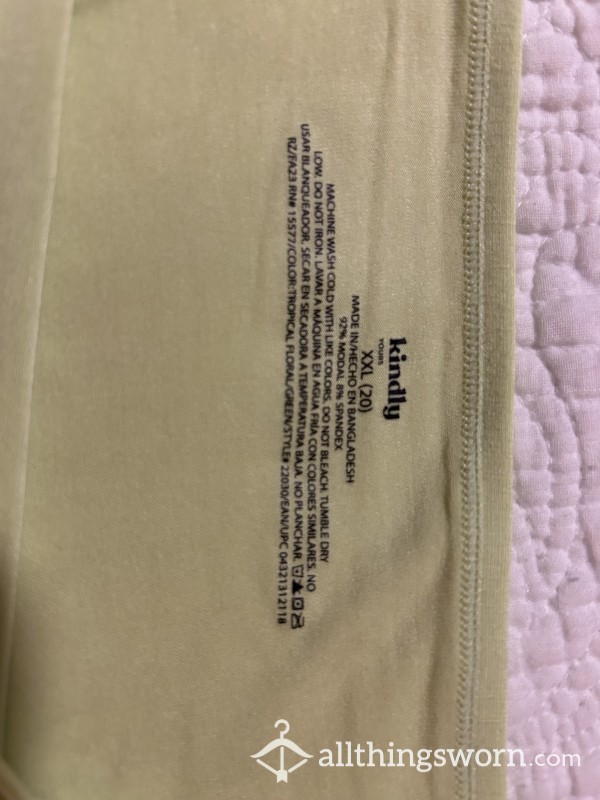 kindly
YOURS
XXL (20)
MADE IN/HECHO EN BANGLADESH
92% MODAL 8% SPANDEX
MACHINE WASH COLD WITH LIKE COLORS. DO NOT BLEACH. TUMBLE DRY
LOW. DO NOT IRON. LAVAR A MÁQUINA EN AGUA FRÍA CON COLORES SIMILARES. NO
USAR BLANQUEADOR. SECAR EN SECADORA A TEMPERATURA BAJA. NO PLANCHAR.
RZ/FA23 RN# 15577/COLOR:TROPICAL FLORAL/GREEN/STYLE# 22030/EAN/UPC 04321312118
allthingsworn.com